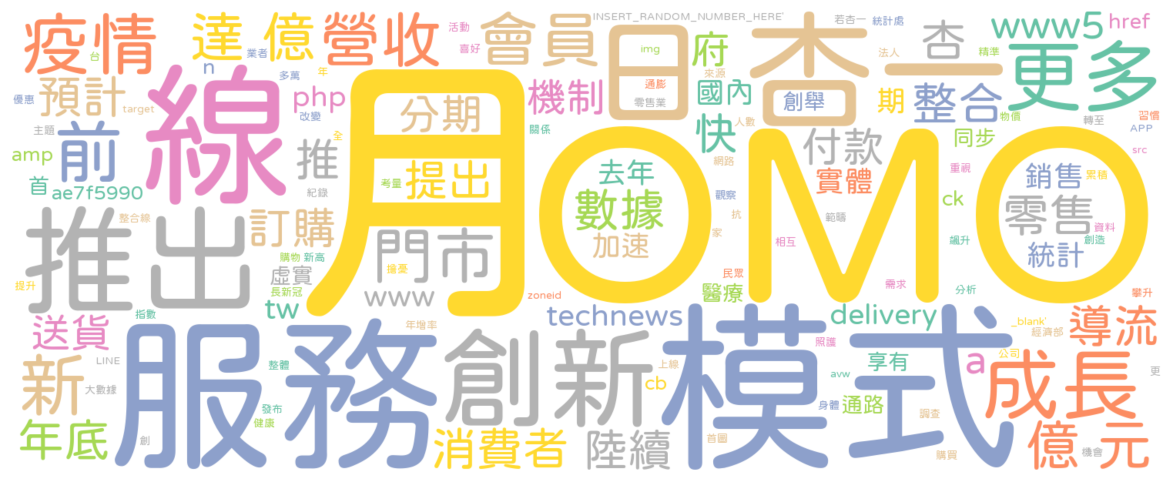 疫情
達
億
營收
會員
日
杏一
府
杏
www5
href
更多
台
業者
活動
喜好
INSERT_RANDOM_NUMBER_HERE
若杏一
統計處
法人
精準
img
來源
通膨
零售業
n
多萬
年
優惠
預計
target
線
php
改變
全
月
分期
機制
國內
創舉
期
整合
物價
轉至
習慣
APP
src
主題
前
amp
首
ae7f5990
推
紀錄
考量
提出
關係
快
人數
網路
付款
同步
OMO
去年
數據
加速
觀察
抗
家
實體
重視
範疇
ck
銷售
累積
零售
資料
統計
創造
飆升
相互
推出
整合線
訂購
購物
新高
虛實
長新冠
提升
門市
擁憂
www
zoneid
民眾
醫療
需求
分析
攀升
tw
指數
送貨
年增率
technews
delivery
_blank'
經濟部
導流
照護
LINE
新
大數據
服務
整體
創新
上線
cb
模式
avw
享有
a
公司
成長
更
發布
健康
身體
通路
調查
年底
創
消費者
陸續
首圖
購買
億元
機會